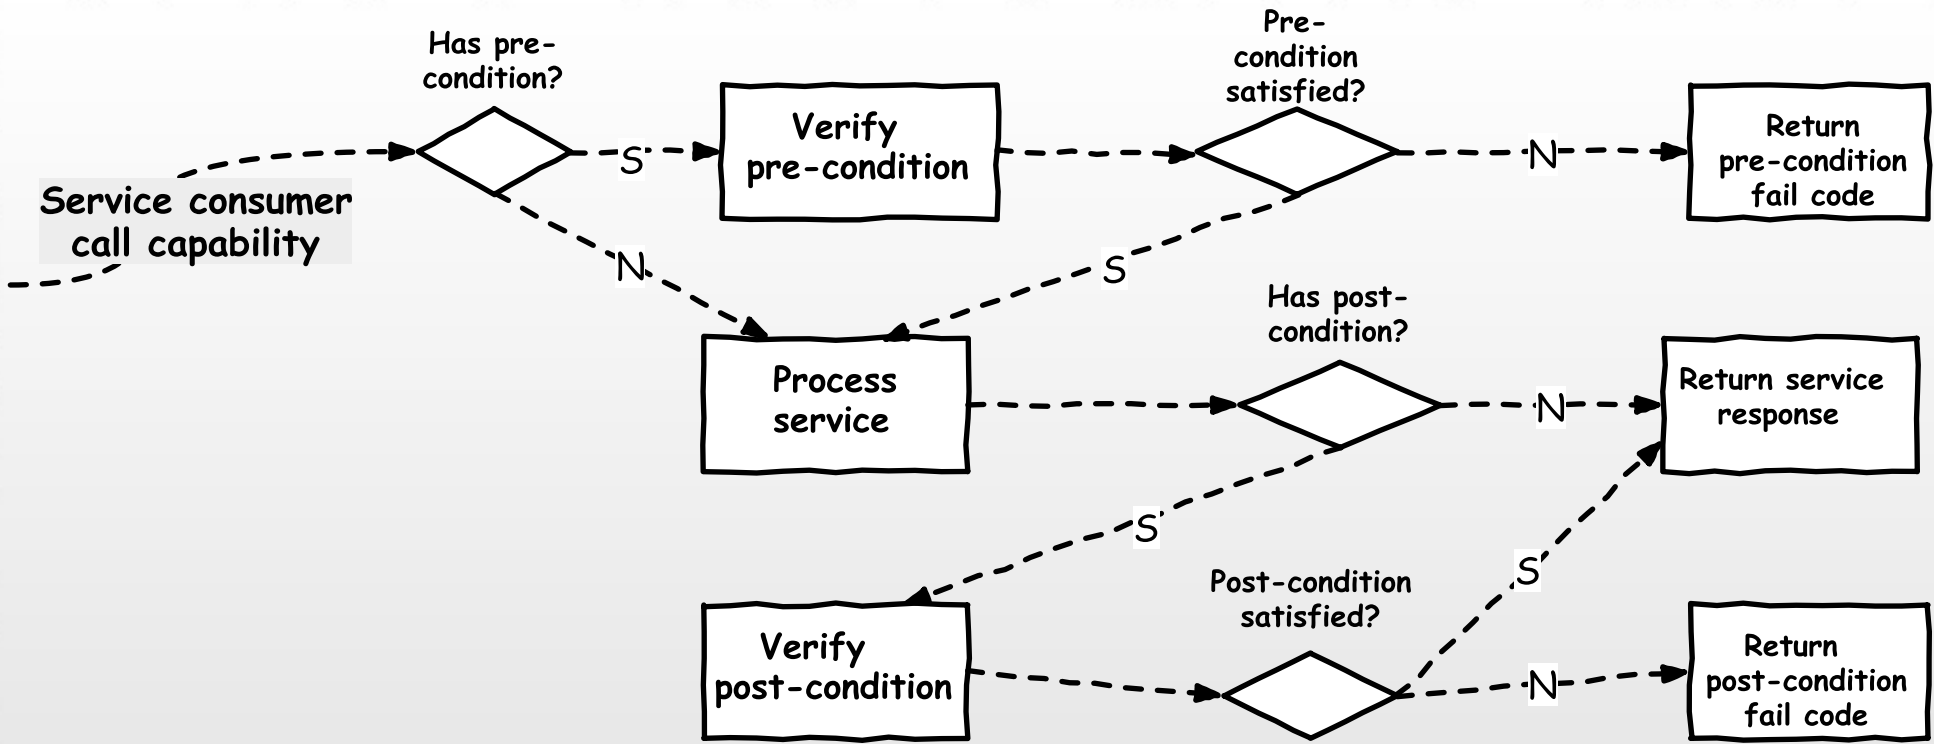 Has pre-
condition?
Pre-
condition
satisfied?
Service consumer
call capability
S
Verify
pre-condition
N
Return
pre-condition
fail code
N
S
Process
service
Has post-
condition?
N
Return service
response
S
Verify
post-condition
Post-condition
satisfied?
S
N
Return
post-condition
fail code